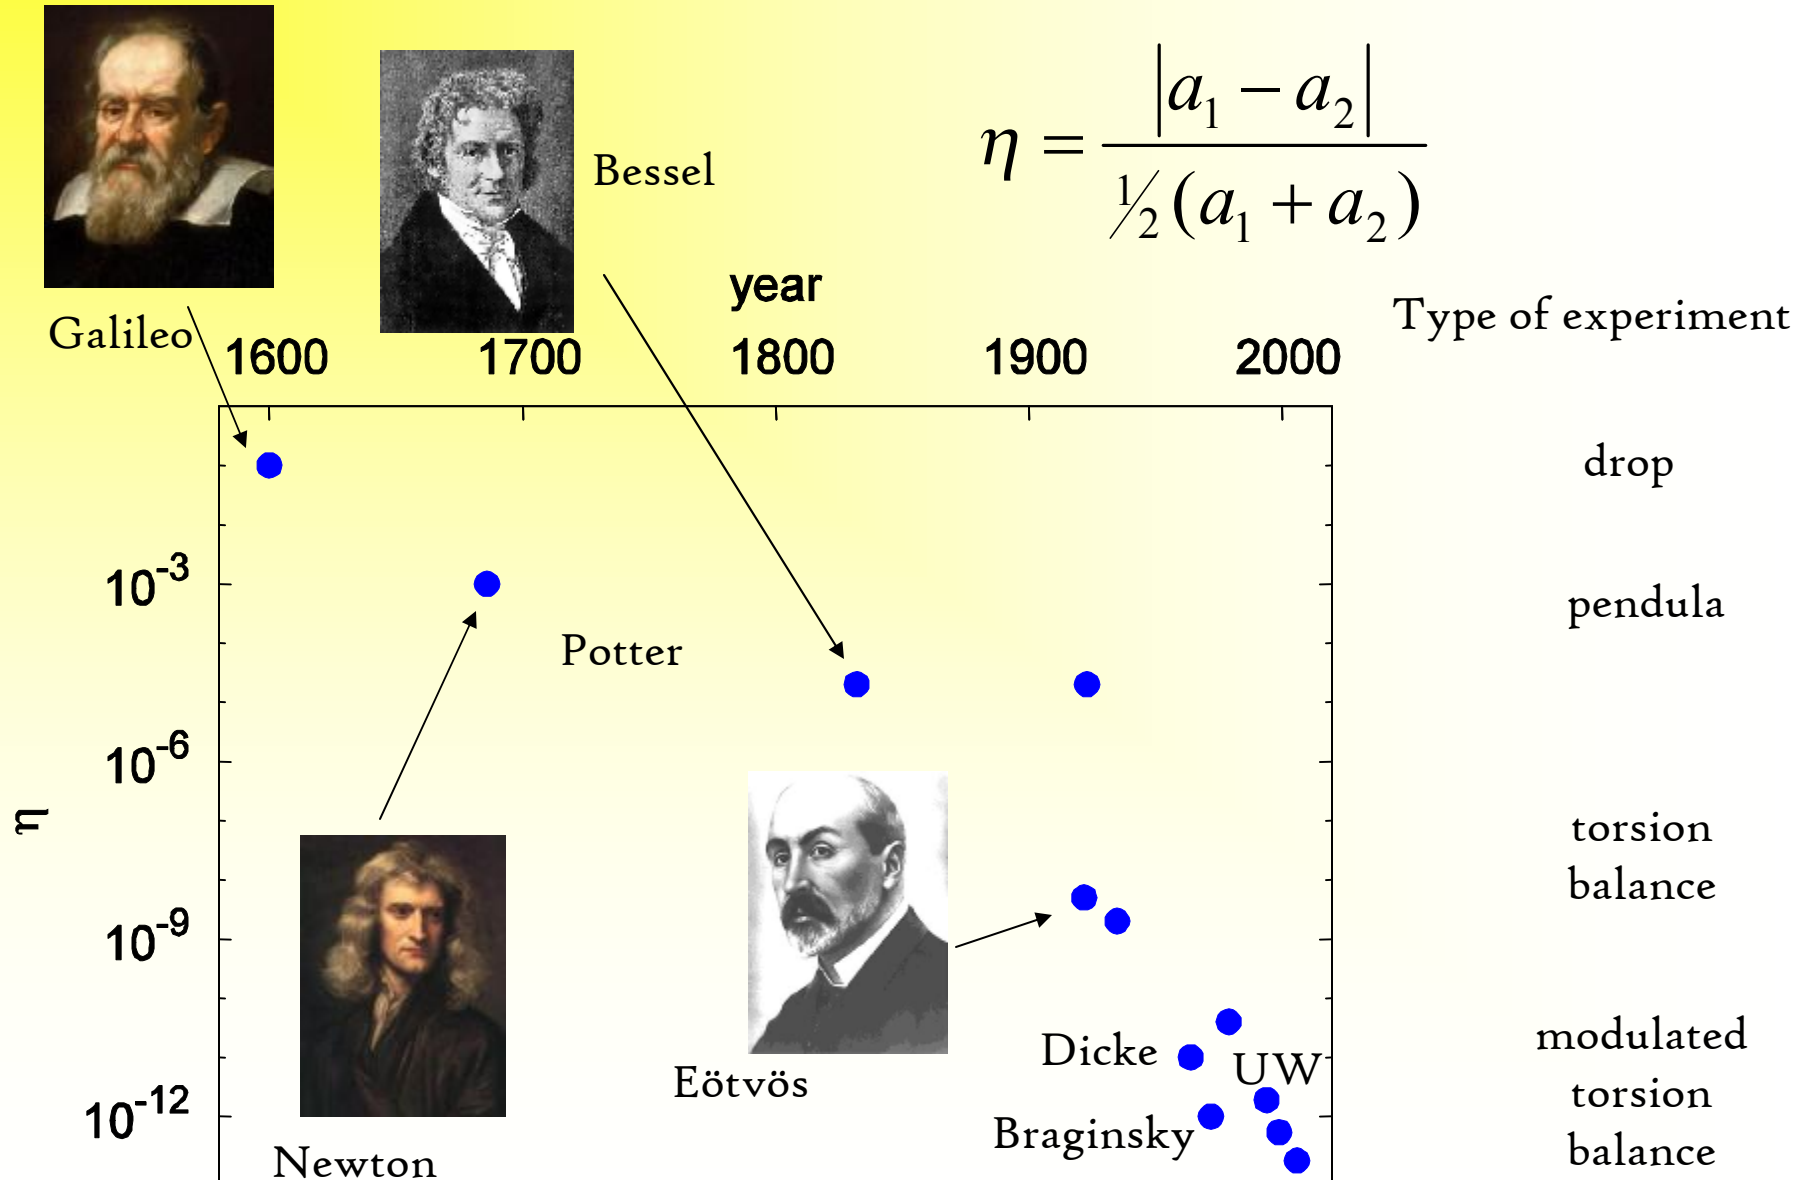 Bessel
η = |a₁ − a₂| / ½(a₁ + a₂)
year
Type of experiment
Galileo
1600 1700 1800 1900 2000
drop
10⁻³
pendula
Potter
10⁻⁶
η
torsion
balance
10⁻⁹
modulated
Dicke
UW
Eötvös
torsion
10⁻¹²
Braginsky
balance
Newton